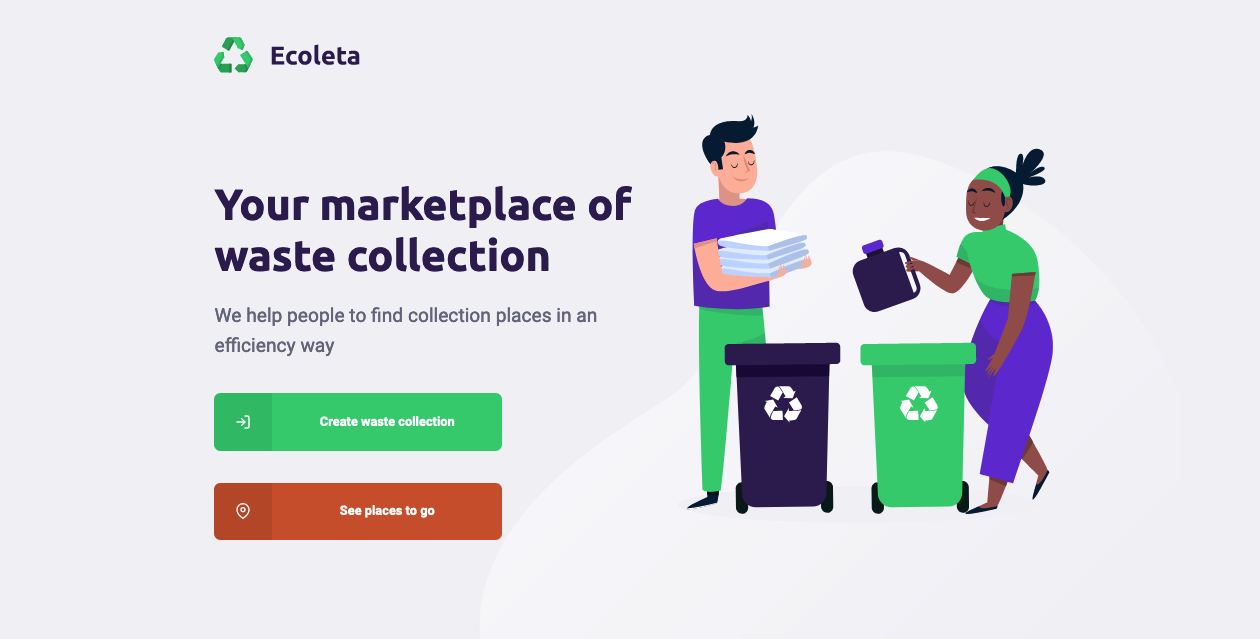 Ecoleta
Your marketplace of
waste collection
We help people to find collection places in an
efficiency way
Create waste collection
See places to go